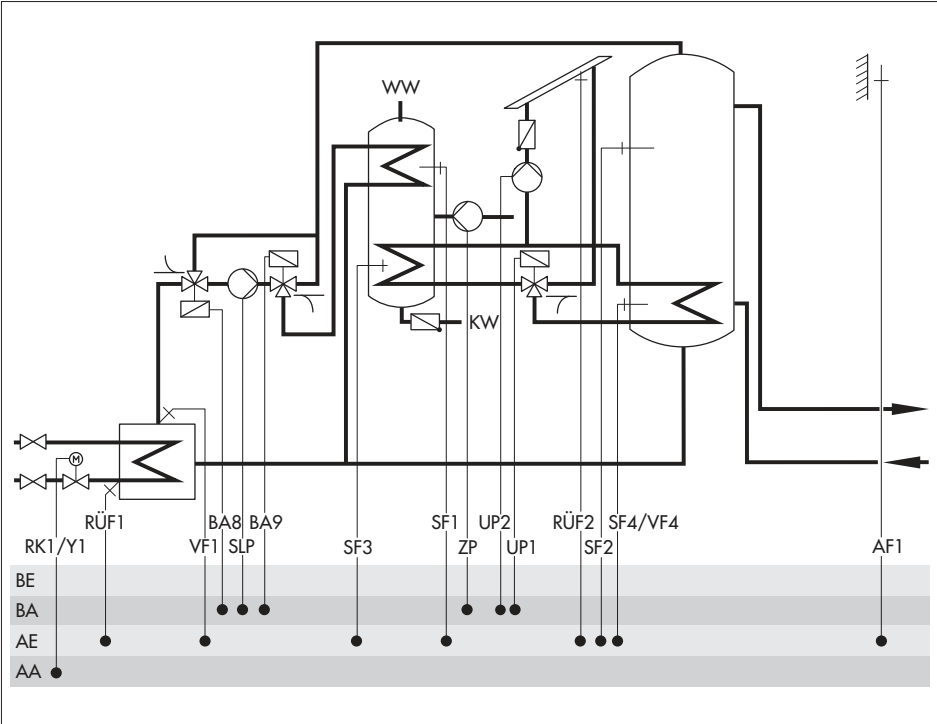 WW
KW
M
RÜF1 BA8 BA9 SF1 UP2 RÜF2 SF4/VF4
RK1/Y1 VF1 SLP SF3 ZP UP1 SF2 AF1
BE
BA
AE
AA